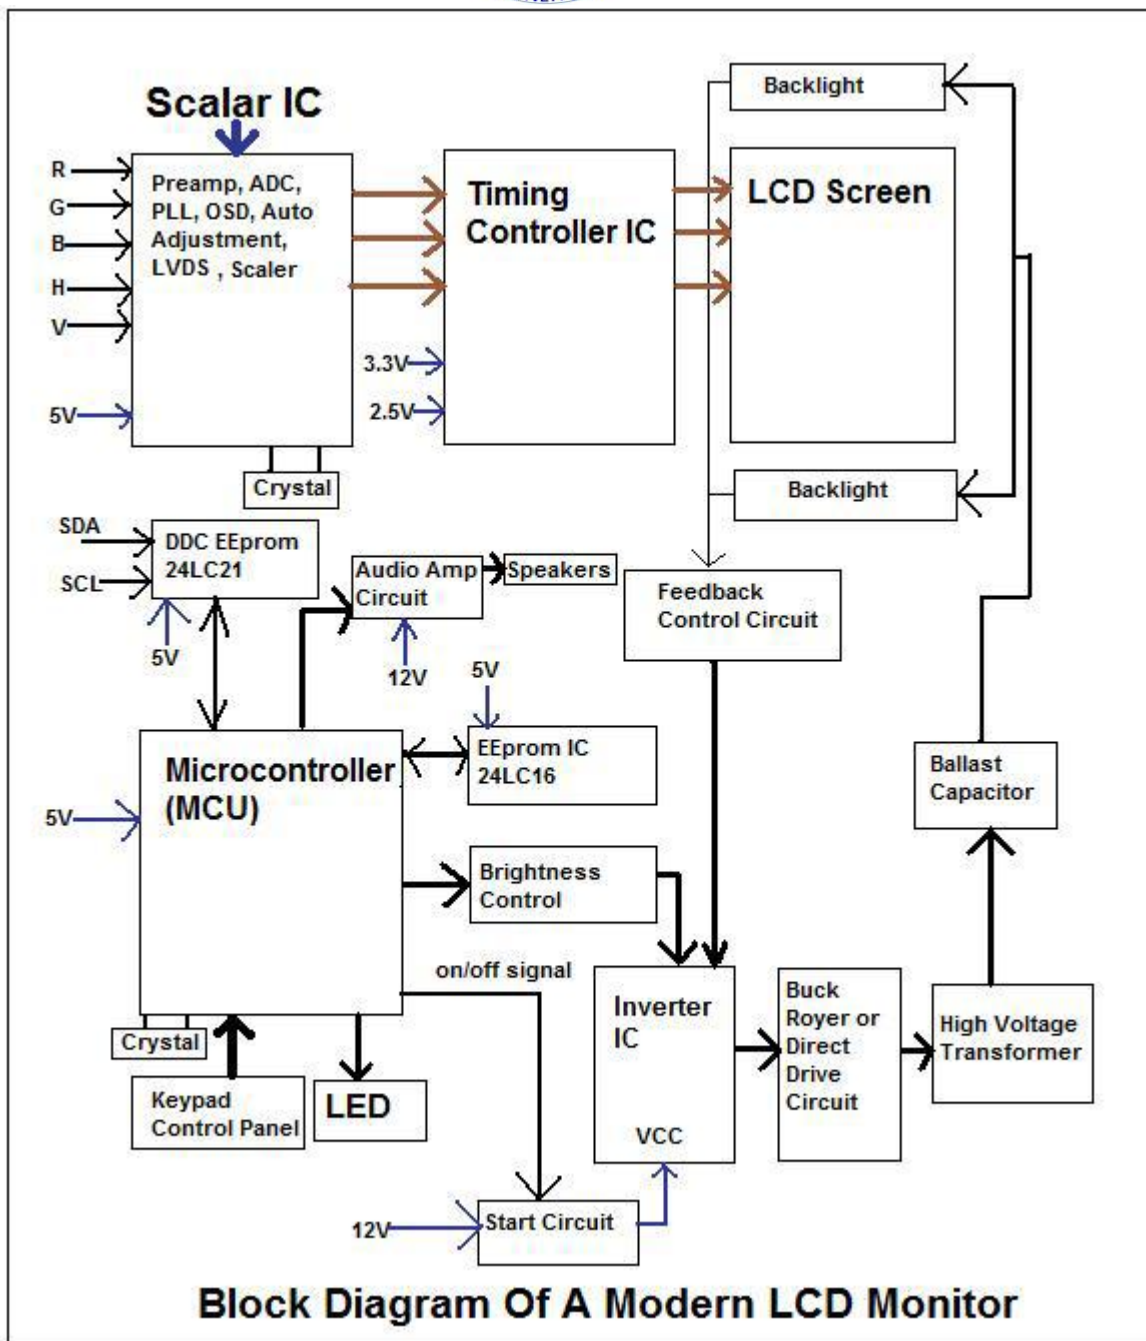 Backlight
Scalar IC
R
G
B
H
V
5V
Preamp, ADC,
PLL, OSD, Auto
Adjustment,
LVDS , Scaler
Timing
Controller IC
3.3V
2.5V
LCD Screen
Crystal
Backlight
SDA
SCL
DDC EEprom
24LC21
5V
Audio Amp
Circuit
Speakers
12V
Feedback
Control Circuit
5V
EEprom IC
24LC16
Microcontroller
(MCU)
5V
Ballast
Capacitor
Brightness
Control
on/off signal
Inverter
IC
VCC
Buck
Royer or
Direct
Drive
Circuit
High Voltage
Transformer
Crystal
Keypad
Control Panel
LED
12V
Start Circuit
Block Diagram Of A Modern LCD Monitor